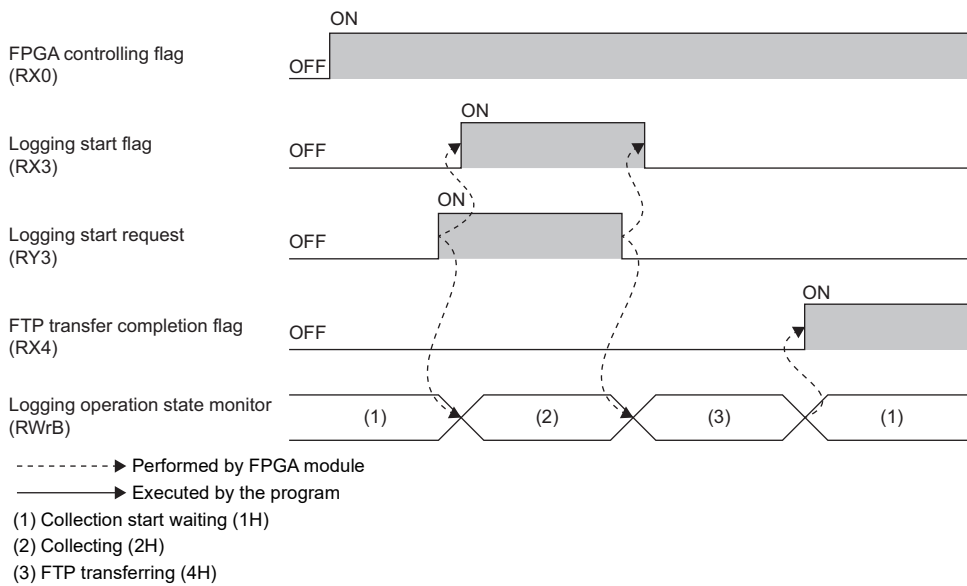 ON
FPGA controlling flag
(RX0)
OFF
ON
Logging start flag
(RX3)
OFF
ON
Logging start request
(RY3)
OFF
ON
FTP transfer completion flag
(RX4)
OFF
Logging operation state monitor
(RWrB)
(1) (2) (3) (1)
Performed by FPGA module
Executed by the program
(1) Collection start waiting (1H)
(2) Collecting (2H)
(3) FTP transferring (4H)